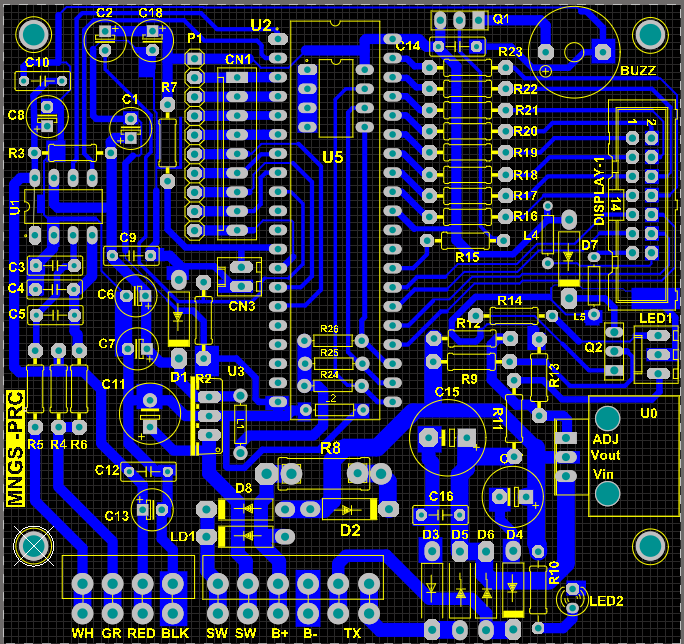 C2
C18
U2.
Q1
P1
C14
R23
C10
CN1
BUZZ
R7
R22
C8
C1
R21
1
2
R20
R3
U5
R19
R18
DISPLAY-1
14
U1
R17
R16
L4
C9
R15
D7
C3
C4
C6
CN3
R14
L5
LED1
C5
R26
R12
Q2
C7
R25
D1
R2
U3
R24
R9
R13
C11
C15
U0
MNGS-PRC
L1
R11
R5
R4
R6
R8
ADJ
Vout
Vin
C12
D8
C16
C13
LD1
D2
D3
D5
D6
D4
R10
LED2
WH
GR
RED
BLK
SW
SW
B+
B-
TX